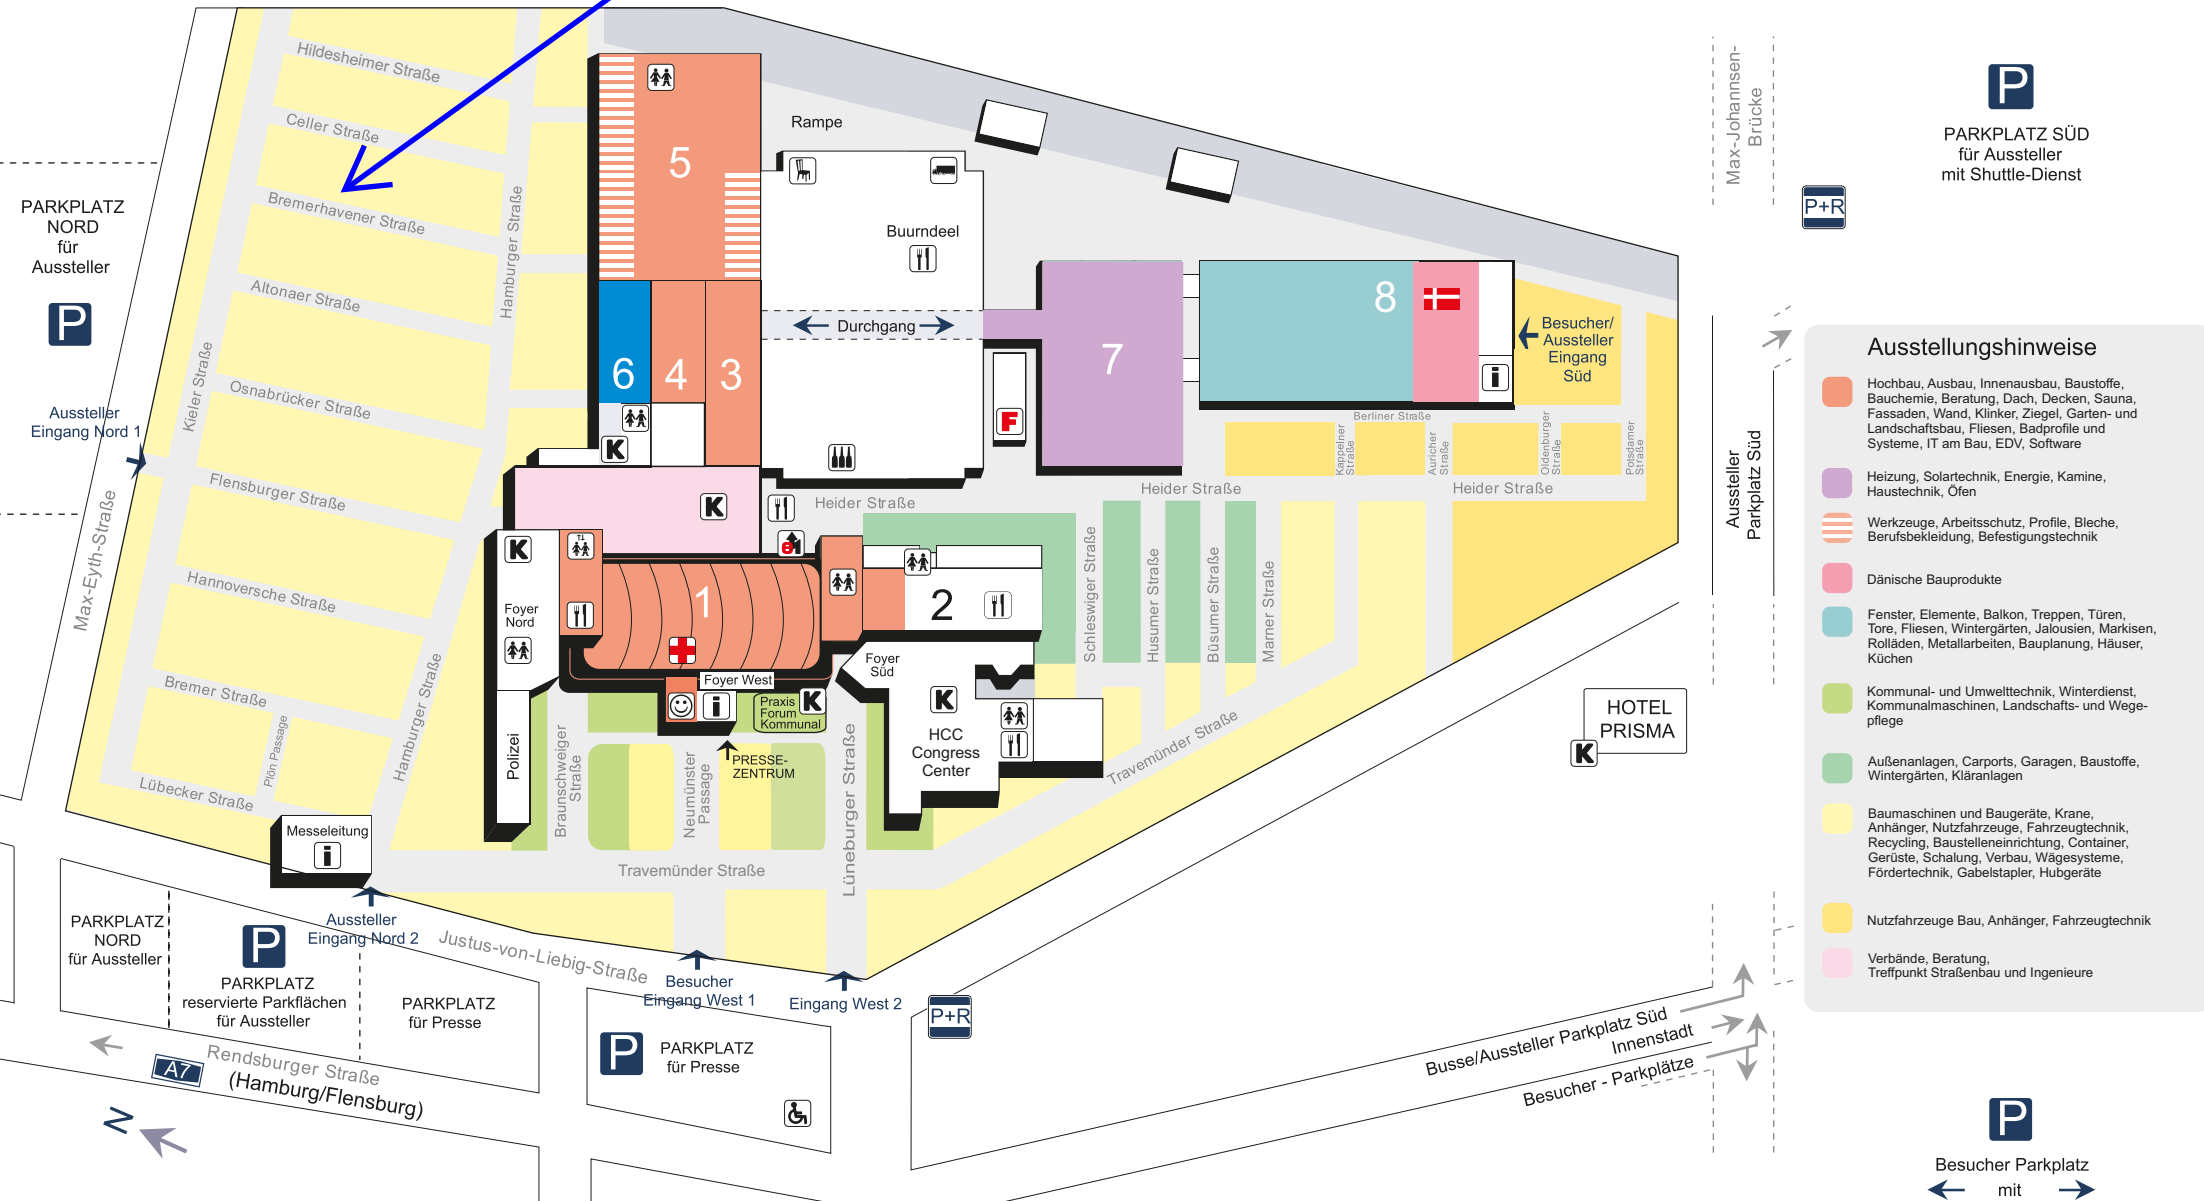 Hildesheimer Straße
Celler Straße
Bremerhavener Straße
Altonaer Straße
Osnabrücker Straße
Flensburger Straße
Hannoversche Straße
Bremer Straße
Lübecker Straße
Plön Passage
Kieler Straße
Hamburger Straße
Hamburger Straße
Max-Eyth-Straße
PARKPLATZ
NORD
für
Aussteller
P
Aussteller
Eingang Nord 1
5
6
4
3
K
Rampe
Buurndeel
Durchgang
F
7
8
i
Besucher/
Aussteller
Eingang
Süd
Berliner Straße
Kappelner
Straße
Auricher
Straße
Oldenburger
Straße
Potsdamer
Straße
Heider Straße
Heider Straße
Heider Straße
K
K
Foyer
Nord
1
2
Foyer West
Foyer
Süd
i
Praxis
Forum
Kommunal
K
Polizei
PRESSE-
ZENTRUM
K
HCC
Congress
Center
Braunschweiger
Straße
Neumünster
Passage
Lüneburger Straße
Schleswiger Straße
Husumer Straße
Büsumer Straße
Marner Straße
Travemünder Straße
Travemünder Straße
Messeleitung
i
Aussteller
Eingang Nord 2
Justus-von-Liebig-Straße
Besucher
Eingang West 1
Eingang West 2
P+R
PARKPLATZ
NORD
für Aussteller
P
PARKPLATZ
reservierte Parkflächen
für Aussteller
PARKPLATZ
für Presse
P
PARKPLATZ
für Presse
Rendsburger Straße
A7
(Hamburg/Flensburg)
N
HOTEL
PRISMA
K
Busse/Aussteller Parkplatz Süd
Innenstadt
Besucher - Parkplätze
Max-Johannsen-
Brücke
Aussteller
Parkplatz Süd
P
PARKPLATZ SÜD
für Aussteller
mit Shuttle-Dienst
P+R
Ausstellungshinweise
Hochbau, Ausbau, Innenausbau, Baustoffe,
Bauchemie, Beratung, Dach, Decken, Sauna,
Fassaden, Wand, Klinker, Ziegel, Garten- und
Landschaftsbau, Fliesen, Badprofile und
Systeme, IT am Bau, EDV, Software
Heizung, Solartechnik, Energie, Kamine,
Haustechnik, Öfen
Werkzeuge, Arbeitsschutz, Profile, Bleche,
Berufsbekleidung, Befestigungstechnik
Dänische Bauprodukte
Fenster, Elemente, Balkon, Treppen, Türen,
Tore, Fliesen, Wintergärten, Jalousien, Markisen,
Rolläden, Metallarbeiten, Bauplanung, Häuser,
Küchen
Kommunal- und Umwelttechnik, Winterdienst,
Kommunalmaschinen, Landschafts- und Wege-
pflege
Außenanlagen, Carports, Garagen, Baustoffe,
Wintergärten, Kläranlagen
Baumaschinen und Baugeräte, Krane,
Anhänger, Nutzfahrzeuge, Fahrzeugtechnik,
Recycling, Baustelleneinrichtung, Container,
Gerüste, Schalung, Verbau, Wägesysteme,
Fördertechnik, Gabelstapler, Hubgeräte
Nutzfahrzeuge Bau, Anhänger, Fahrzeugtechnik
Verbände, Beratung,
Treffpunkt Straßenbau und Ingenieure
P
Besucher Parkplatz
mit